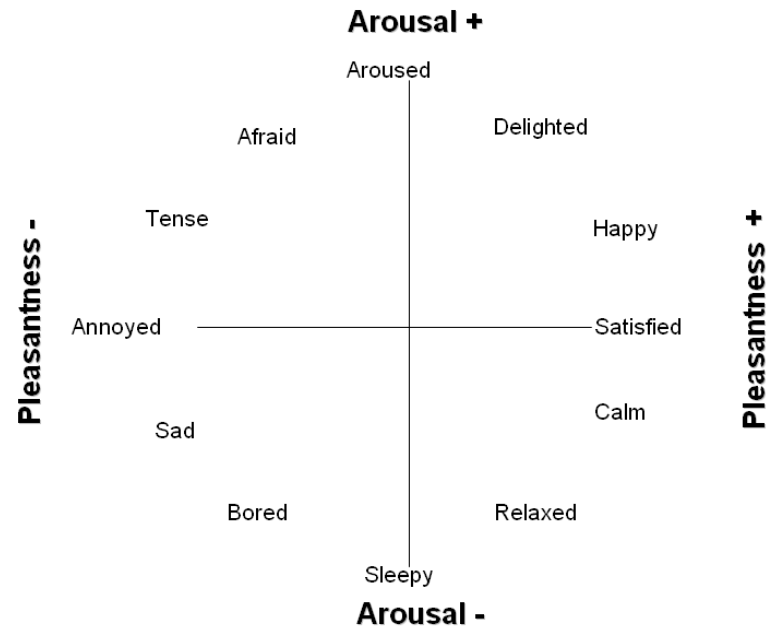 Arousal +
Aroused
Delighted
Afraid
Tense
Happy
Pleasantness -
Pleasantness +
Annoyed
Satisfied
Calm
Sad
Bored
Relaxed
Sleepy
Arousal -